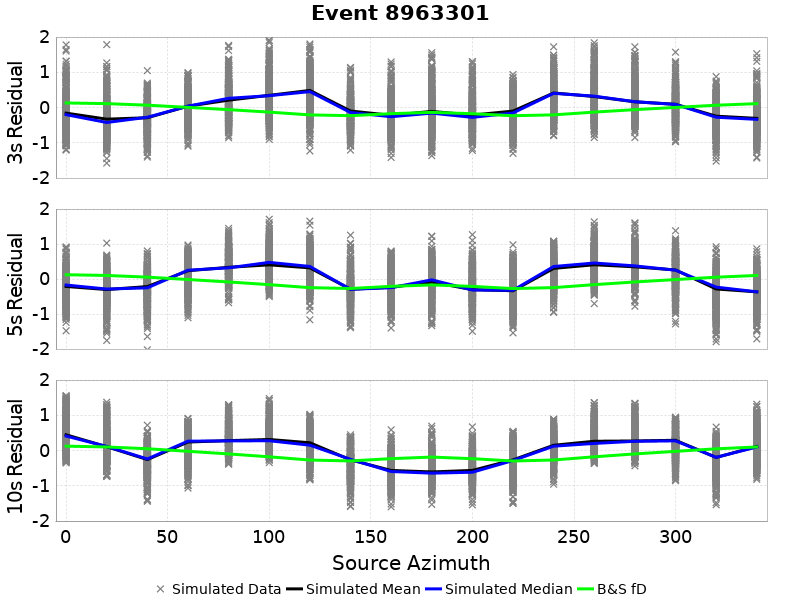 Event 8963301
3s Residual
2
1
0
-1
-2
5s Residual
2
1
0
-1
-2
10s Residual
2
1
0
-1
-2
0 50 100 150 200 250 300
Source Azimuth
Simulated Data Simulated Mean Simulated Median B&S fD